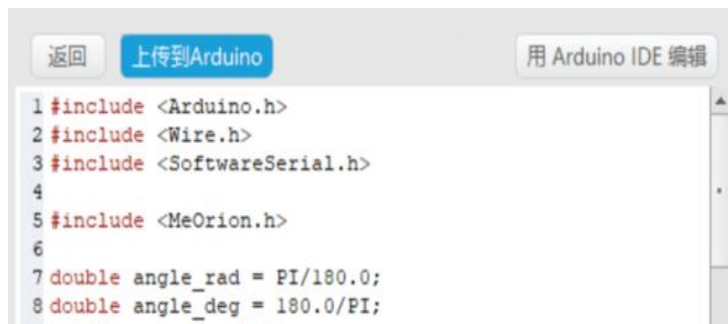 返回 上传到Arduino 用 Arduino IDE 编辑
1 #include <Arduino.h>
2 #include <Wire.h>
3 #include <SoftwareSerial.h>
4
5 #include <MeOrion.h>
6
7 double angle_rad = PI/180.0;
8 double angle_deg = 180.0/PI;